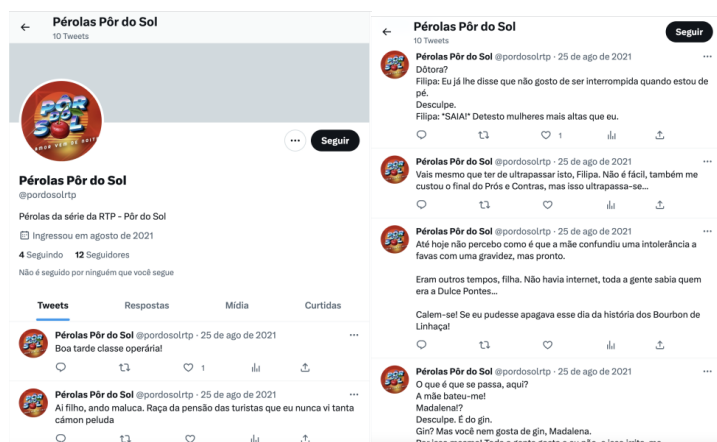 Pérolas Pôr do Sol
10 Tweets
PÔR
DO
SOL
Seguir
Pérolas Pôr do Sol
@pordosolrtp
Pérolas da série da RTP - Pôr do Sol
Ingressou em agosto de 2021
4 Seguindo 12 Seguidores
Não é seguido por ninguém que você segue
Tweets Respostas Mídia Curtidas
Pérolas Pôr do Sol @pordosolrtp · 25 de ago de 2021
Boa tarde classe operária!
1
Pérolas Pôr do Sol @pordosolrtp · 25 de ago de 2021
Ai filho, ando maluca. Raça da pensão das turistas que eu nunca vi tanta
cámon peluda
Pérolas Pôr do Sol
10 Tweets
Seguir
Pérolas Pôr do Sol @pordosolrtp · 25 de ago de 2021
Dôtora?
Filipa: Eu já lhe disse que não gosto de ser interrompida quando estou de
pé.
Desculpe.
Filipa: *SAIA!* Detesto mulheres mais altas que eu.
1
Pérolas Pôr do Sol @pordosolrtp · 25 de ago de 2021
Vais mesmo que ter de ultrapassar isto, Filipa. Não é fácil, também me
custou o final do Prós e Contras, mas isso ultrapassa-se...
Pérolas Pôr do Sol @pordosolrtp · 25 de ago de 2021
Até hoje não percebo como é que a mãe confundiu uma intolerância a
favas com uma gravidez, mas pronto.
Eram outros tempos, filha. Não havia internet, toda a gente sabia quem
era a Dulce Pontes...
Calem-se! Se eu pudesse apagava esse dia da história dos Bourbon de
Linhaça!
Pérolas Pôr do Sol @pordosolrtp · 25 de ago de 2021
O que é que se passa, aqui?
A mãe bateu-me!
Madalena!?
Desculpe. É do gin.
Gin? Mas você nem gosta de gin, Madalena.